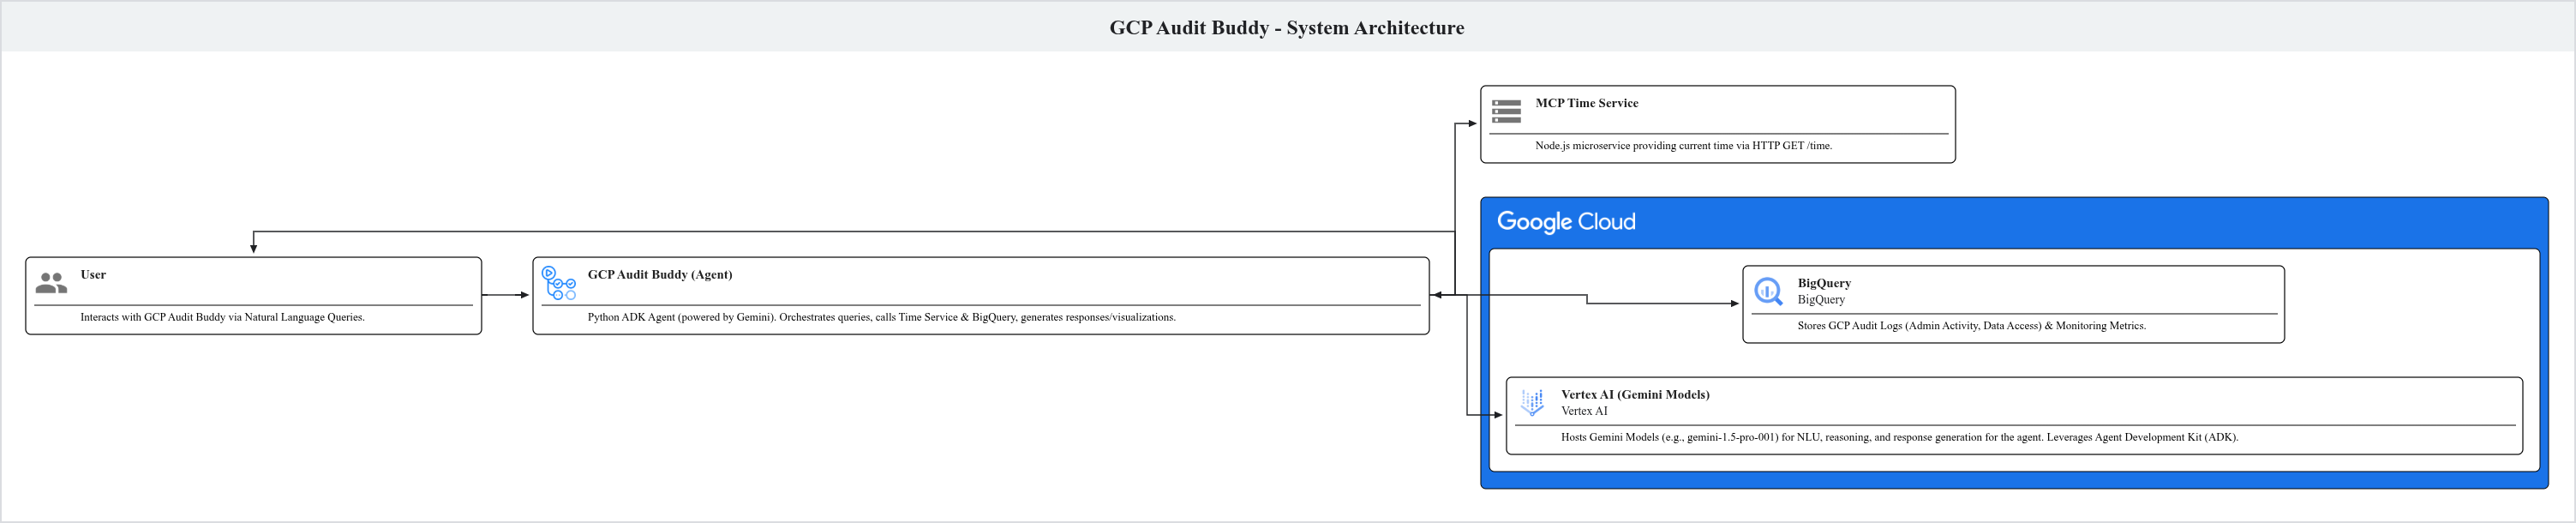 GCP Audit Buddy - System Architecture
MCP Time Service
Node.js microservice providing current time via HTTP GET /time.
Google Cloud
User
Interacts with GCP Audit Buddy via Natural Language Queries.
GCP Audit Buddy (Agent)
Python ADK Agent (powered by Gemini). Orchestrates queries, calls Time Service & BigQuery, generates responses/visualizations.
BigQuery
BigQuery
Stores GCP Audit Logs (Admin Activity, Data Access) & Monitoring Metrics.
Vertex AI (Gemini Models)
Vertex AI
Hosts Gemini Models (e.g., gemini-1.5-pro-001) for NLU, reasoning, and response generation for the agent. Leverages Agent Development Kit (ADK).